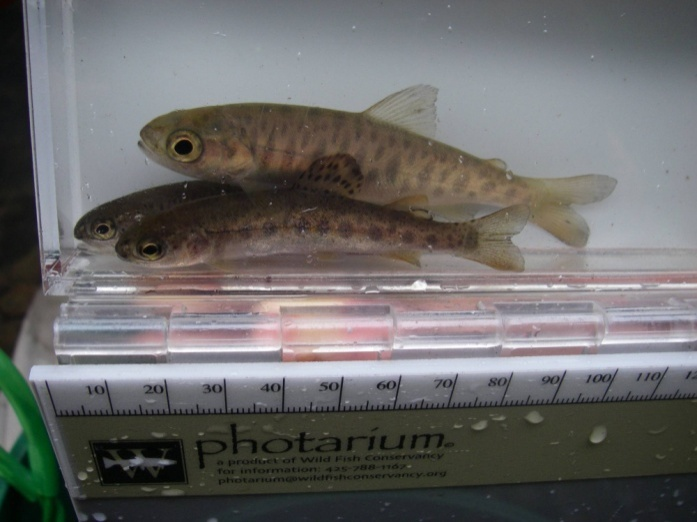 10 20 30 40 50 60 70 80 90 100 110 12
photarium®
a product of Wild Fish Conservancy
for information: 425-788-1167
photarium@wildfishconservancy.org